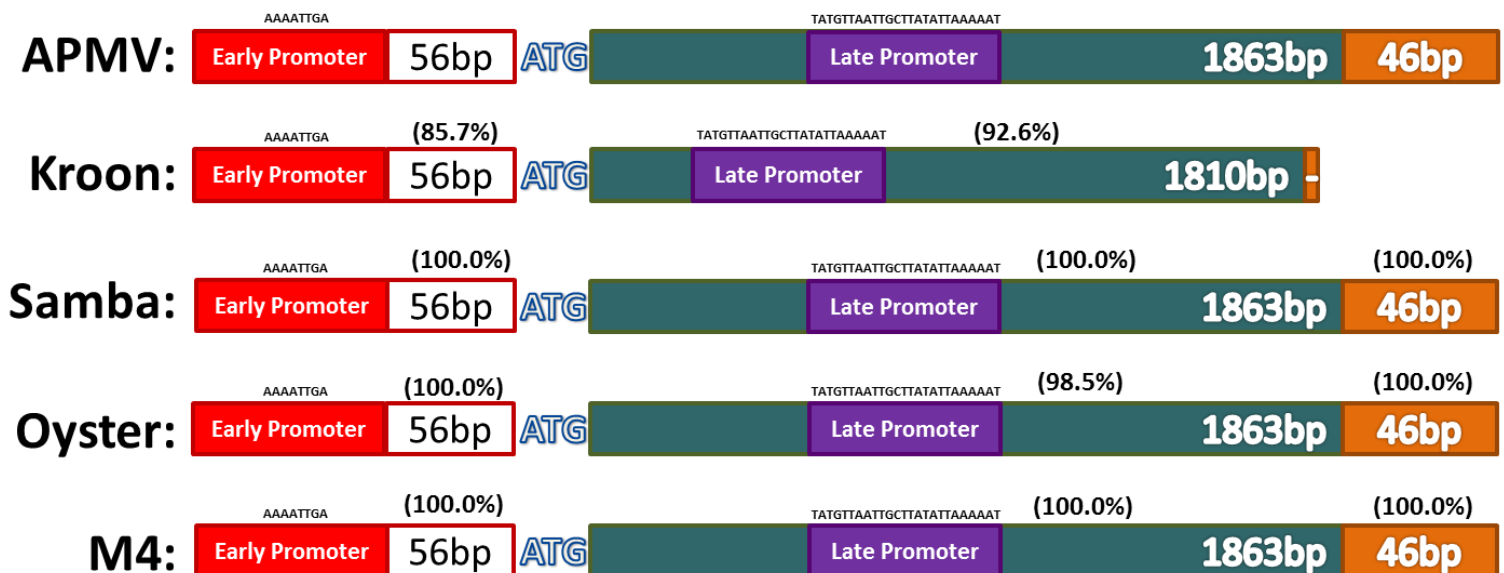 AAAATTGA TATGTTAATTGCTTATATTAAAAAT
APMV: Early Promoter 56bp ATG Late Promoter 1863bp 46bp
AAAATTGA (85.7%) TATGTTAATTGCTTATATTAAAAAT (92.6%)
Kroon: Early Promoter 56bp ATG Late Promoter 1810bp -
AAAATTGA (100.0%) TATGTTAATTGCTTATATTAAAAAT (100.0%) (100.0%)
Samba: Early Promoter 56bp ATG Late Promoter 1863bp 46bp
AAAATTGA (100.0%) TATGTTAATTGCTTATATTAAAAAT (98.5%) (100.0%)
Oyster: Early Promoter 56bp ATG Late Promoter 1863bp 46bp
AAAATTGA (100.0%) TATGTTAATTGCTTATATTAAAAAT (100.0%) (100.0%)
M4: Early Promoter 56bp ATG Late Promoter 1863bp 46bp